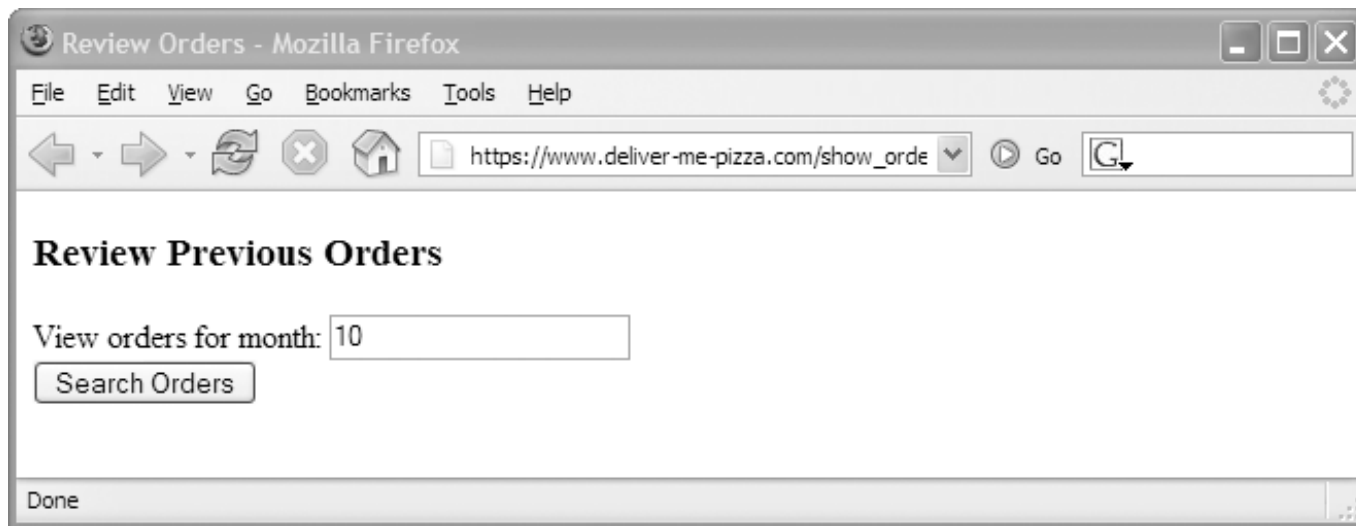 Review Orders - Mozilla Firefox
File Edit View Go Bookmarks Tools Help
https://www.deliver-me-pizza.com/show_orde Go G
Review Previous Orders
View orders for month: 10
Search Orders
Done